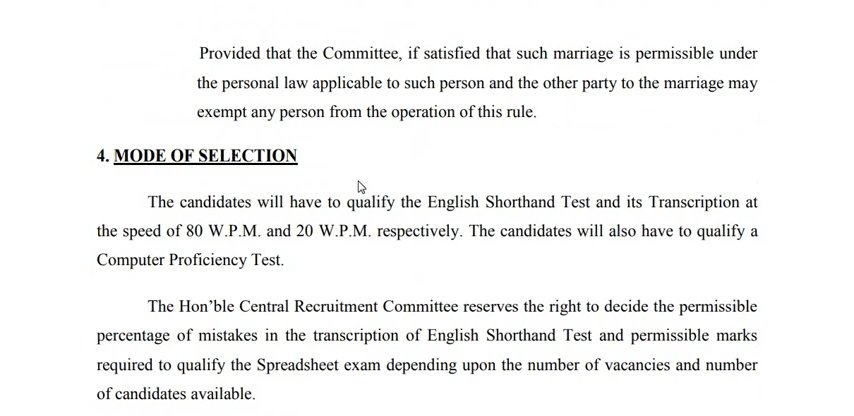 Provided that the Committee, if satisfied that such marriage is permissible under
the personal law applicable to such person and the other party to the marriage may
exempt any person from the operation of this rule.
4. MODE OF SELECTION
The candidates will have to qualify the English Shorthand Test and its Transcription at
the speed of 80 W.P.M. and 20 W.P.M. respectively. The candidates will also have to qualify a
Computer Proficiency Test.
The Hon’ble Central Recruitment Committee reserves the right to decide the permissible
percentage of mistakes in the transcription of English Shorthand Test and permissible marks
required to qualify the Spreadsheet exam depending upon the number of vacancies and number
of candidates available.